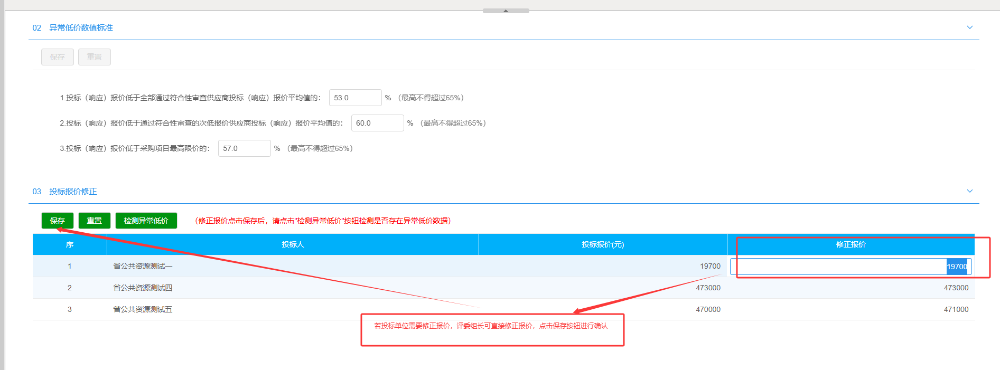 02 异常低价数值标准
保存 重置
1.投标（响应）报价低于全部通过符合性审查供应商投标（响应）报价平均值的： 53.0 % （最高不得超过65%）
2.投标（响应）报价低于通过符合性审查的次低报价供应商投标（响应）报价平均值的： 60.0 % （最高不得超过65%）
3.投标（响应）报价低于采购项目最高限价的： 57.0 % （最高不得超过65%）
03 投标报价修正
保存 重置 检测异常低价 （修正报价点击保存后，请点击"检测异常低价"按钮检测是否存在异常低价数据）
序 投标人 投标报价(元) 修正报价
1 省公共资源测试一 19700 19700
2 省公共资源测试四 473000 473000
3 省公共资源测试五 470000 471000
若投标单位需要修正报价，评委组长可直接修正报价，点击保存按钮进行确认